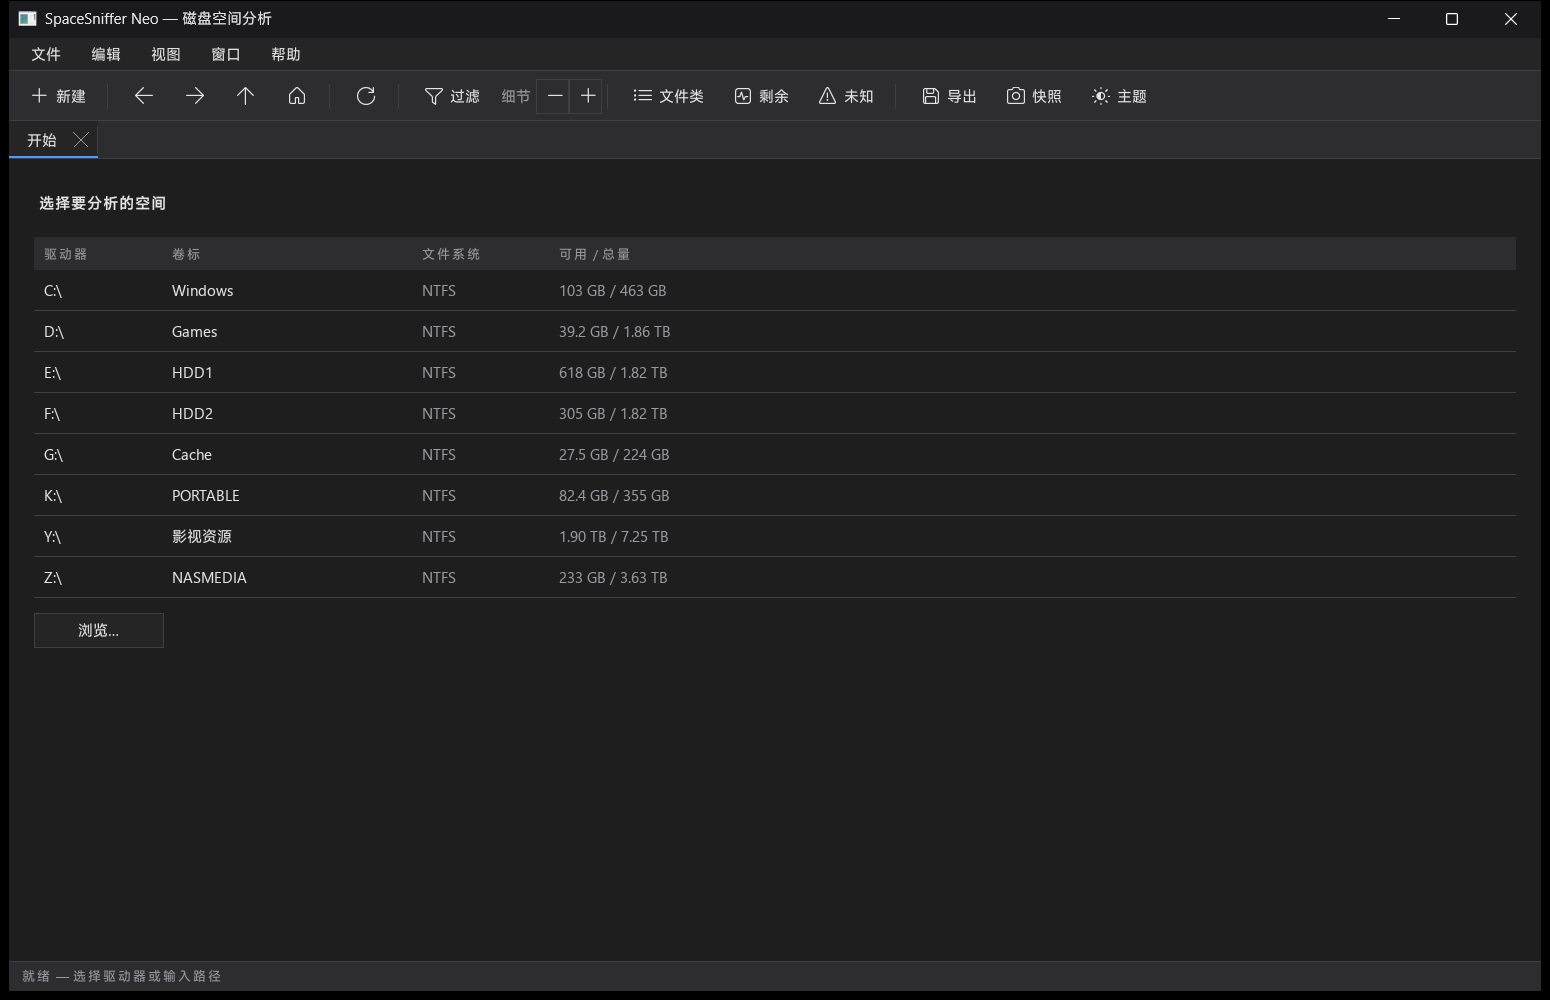 SpaceSniffer Neo — 磁盘空间分析
文件 编辑 视图 窗口 帮助
新建 过滤 细节 文件类 剩余 未知 导出 快照 主题
开始
选择要分析的空间
驱动器 卷标 文件系统 可用 / 总量
C:\ Windows NTFS 103 GB / 463 GB
D:\ Games NTFS 39.2 GB / 1.86 TB
E:\ HDD1 NTFS 618 GB / 1.82 TB
F:\ HDD2 NTFS 305 GB / 1.82 TB
G:\ Cache NTFS 27.5 GB / 224 GB
K:\ PORTABLE NTFS 82.4 GB / 355 GB
Y:\ 影视资源 NTFS 1.90 TB / 7.25 TB
Z:\ NASMEDIA NTFS 233 GB / 3.63 TB
浏览...
就绪 — 选择驱动器或输入路径